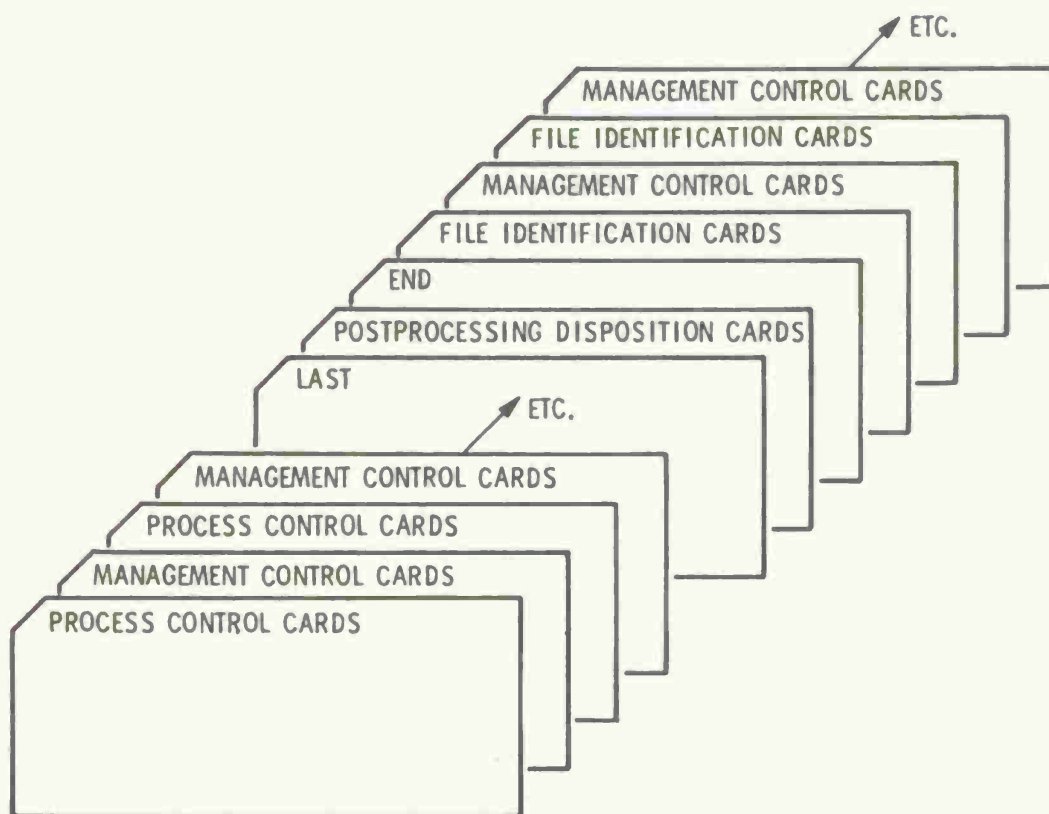 ETC.
MANAGEMENT CONTROL CARDS
FILE IDENTIFICATION CARDS
MANAGEMENT CONTROL CARDS
FILE IDENTIFICATION CARDS
END
POSTPROCESSING DISPOSITION CARDS
LAST
ETC.
MANAGEMENT CONTROL CARDS
PROCESS CONTROL CARDS
MANAGEMENT CONTROL CARDS
PROCESS CONTROL CARDS